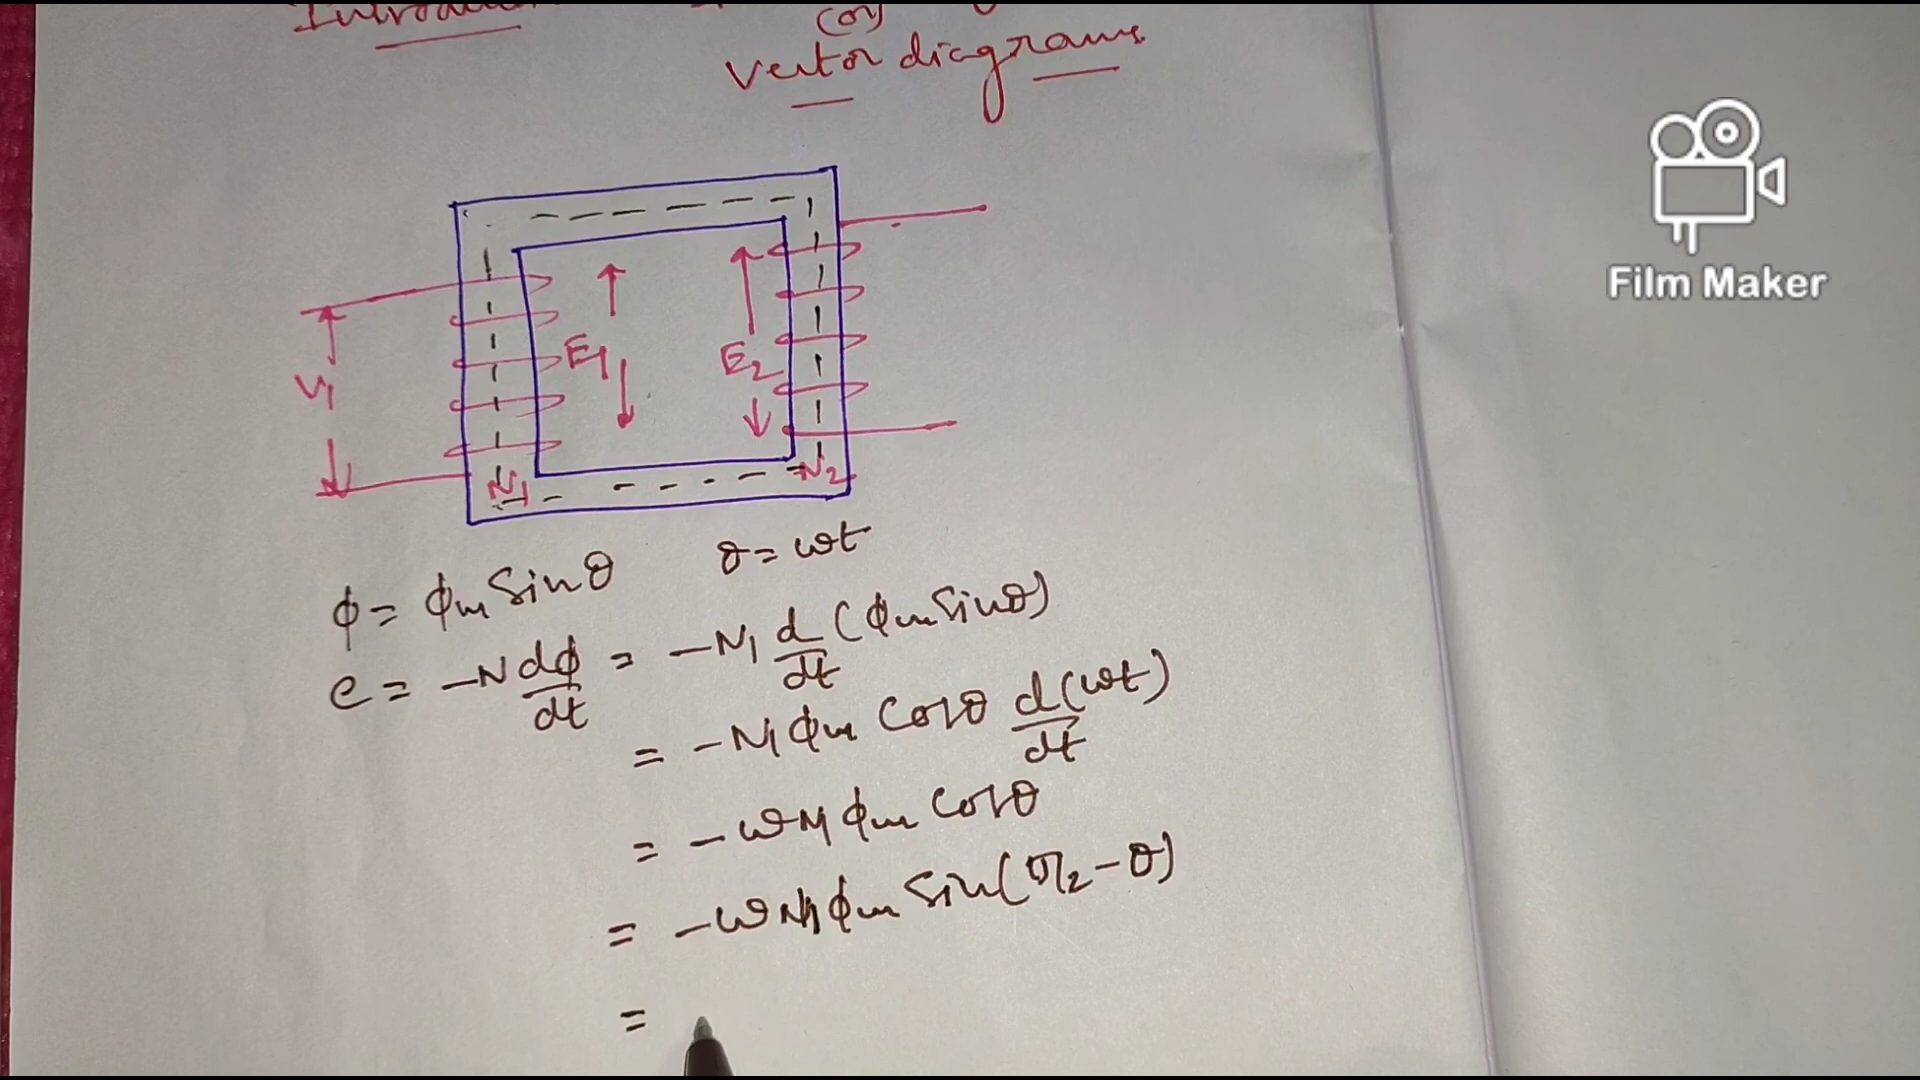 (or)
Vector diagrams
Film Maker
V1
E1
E2
N1
N2
ϕ = ϕm Sinθ θ = ωt
e = -N dϕ/dt = -N1 d/dt (ϕm Sinθ)
= -N1 ϕm Cosθ d(ωt)/dt
= -ωN1 ϕm Cosθ
= -ωN1 ϕm Sin(π/2 - θ)
=